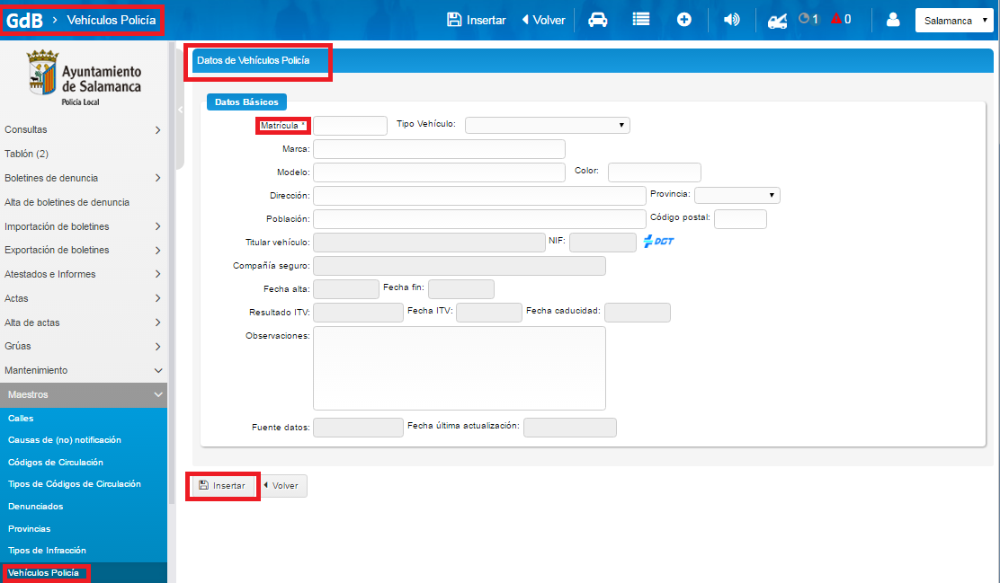 GdB > Vehículos Policía Insertar Volver 1 0 Salamanca
Ayuntamiento
de Salamanca
Policía Local
Consultas
Tablón (2)
Boletines de denuncia
Alta de boletines de denuncia
Importación de boletines
Exportación de boletines
Atestados e Informes
Actas
Alta de actas
Grúas
Mantenimiento
Maestros
Calles
Causas de (no) notificación
Códigos de Circulación
Tipos de Códigos de Circulación
Denunciados
Provincias
Tipos de Infracción
Vehículos Policía
Datos de Vehículos Policía
Datos Básicos
Matrícula * Tipo Vehículo:
Marca:
Modelo: Color:
Dirección: Provincia:
Población: Código postal:
Titular vehículo: NIF: DGT
Compañía seguro:
Fecha alta: Fecha fin:
Resultado ITV: Fecha ITV: Fecha caducidad:
Observaciones:
Fuente datos: Fecha última actualización:
Insertar Volver